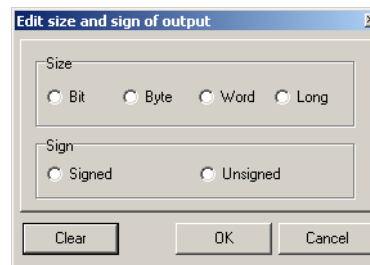 Edit size and sign of output
Size
Bit Byte Word Long
Sign
Signed Unsigned
Clear OK Cancel